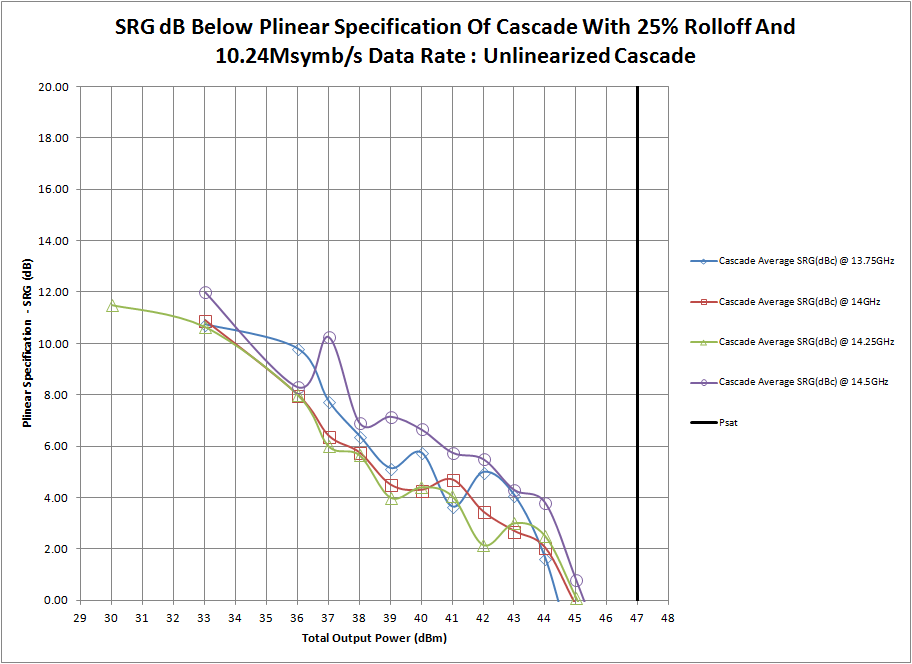 SRG dB Below Plinear Specification Of Cascade With 25% Rolloff And
10.24Msymb/s Data Rate : Unlinearized Cascade
Plinear Specification - SRG (dB)
20.00
18.00
16.00
14.00
12.00
10.00
8.00
6.00
4.00
2.00
0.00
29 30 31 32 33 34 35 36 37 38 39 40 41 42 43 44 45 46 47 48
Total Output Power (dBm)
Cascade Average SRG(dBc) @ 13.75GHz
Cascade Average SRG(dBc) @ 14GHz
Cascade Average SRG(dBc) @ 14.25GHz
Cascade Average SRG(dBc) @ 14.5GHz
Psat